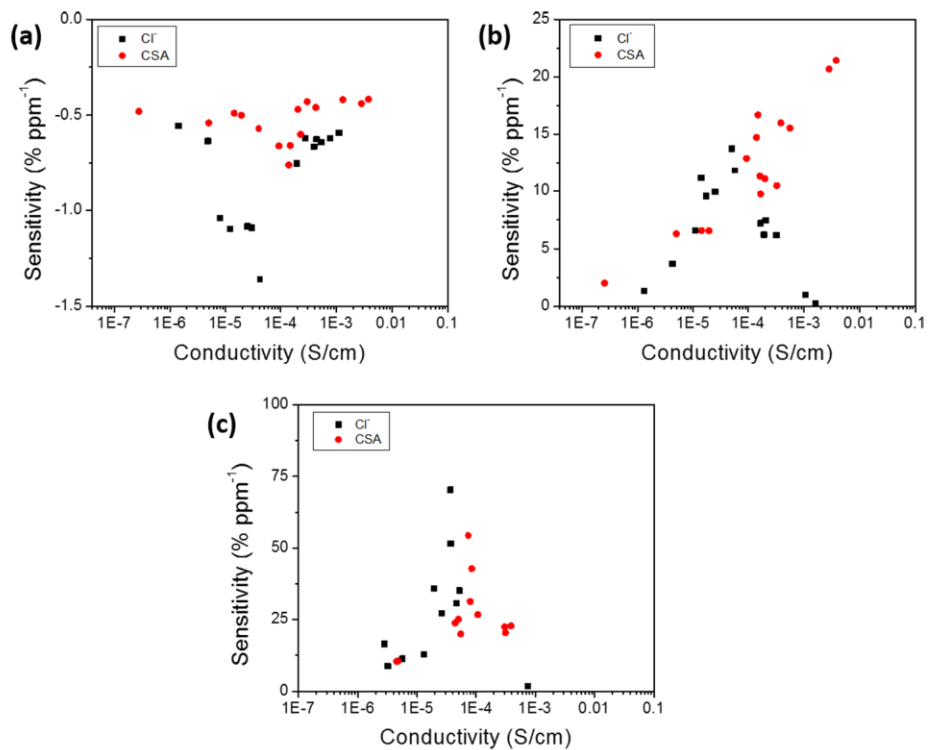 (a)
Cl⁻
CSA
0.0
-0.5
-1.0
-1.5
Sensitivity (% ppm⁻¹)
1E-7 1E-6 1E-5 1E-4 1E-3 0.01 0.1
Conductivity (S/cm)
(b)
Cl⁻
CSA
25
20
15
10
5
0
Sensitivity (% ppm⁻¹)
1E-7 1E-6 1E-5 1E-4 1E-3 0.01 0.1
Conductivity (S/cm)
(c)
Cl⁻
CSA
100
75
50
25
0
Sensitivity (% ppm⁻¹)
1E-7 1E-6 1E-5 1E-4 1E-3 0.01 0.1
Conductivity (S/cm)